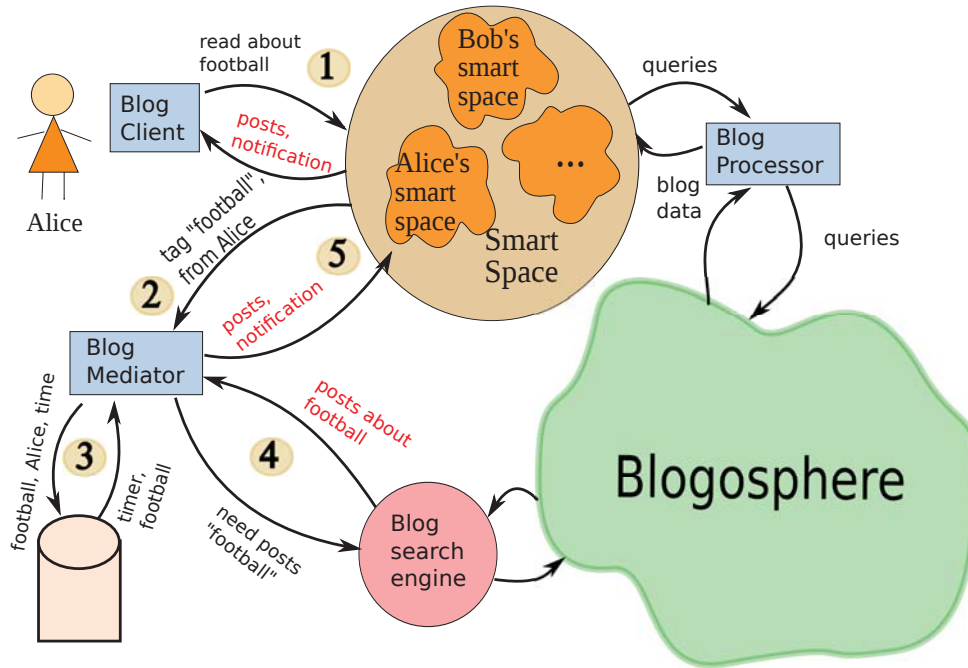 read about
football
1
Blog
Client
posts,
notification
Alice
Bob's
smart
space
...
Alice's
smart
space
Smart
Space
queries
Blog
Processor
blog
data
queries
tag "football",
from Alice
2
5
posts,
notification
Blog
Mediator
football, Alice, time
3
timer,
football
4
posts about
football
need posts
"football"
Blog
search
engine
Blogosphere